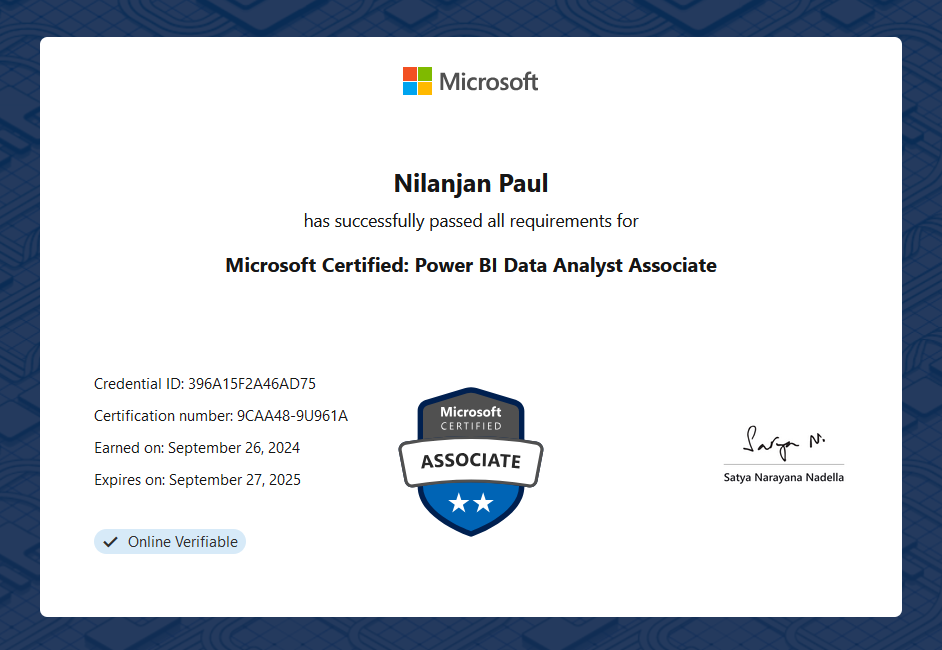 Microsoft
Nilanjan Paul
has successfully passed all requirements for
Microsoft Certified: Power BI Data Analyst Associate
Credential ID: 396A15F2A46AD75
Certification number: 9CAA48-9U961A
Earned on: September 26, 2024
Expires on: September 27, 2025
Online Verifiable
Microsoft
CERTIFIED
ASSOCIATE
Satya N.
Satya Narayana Nadella